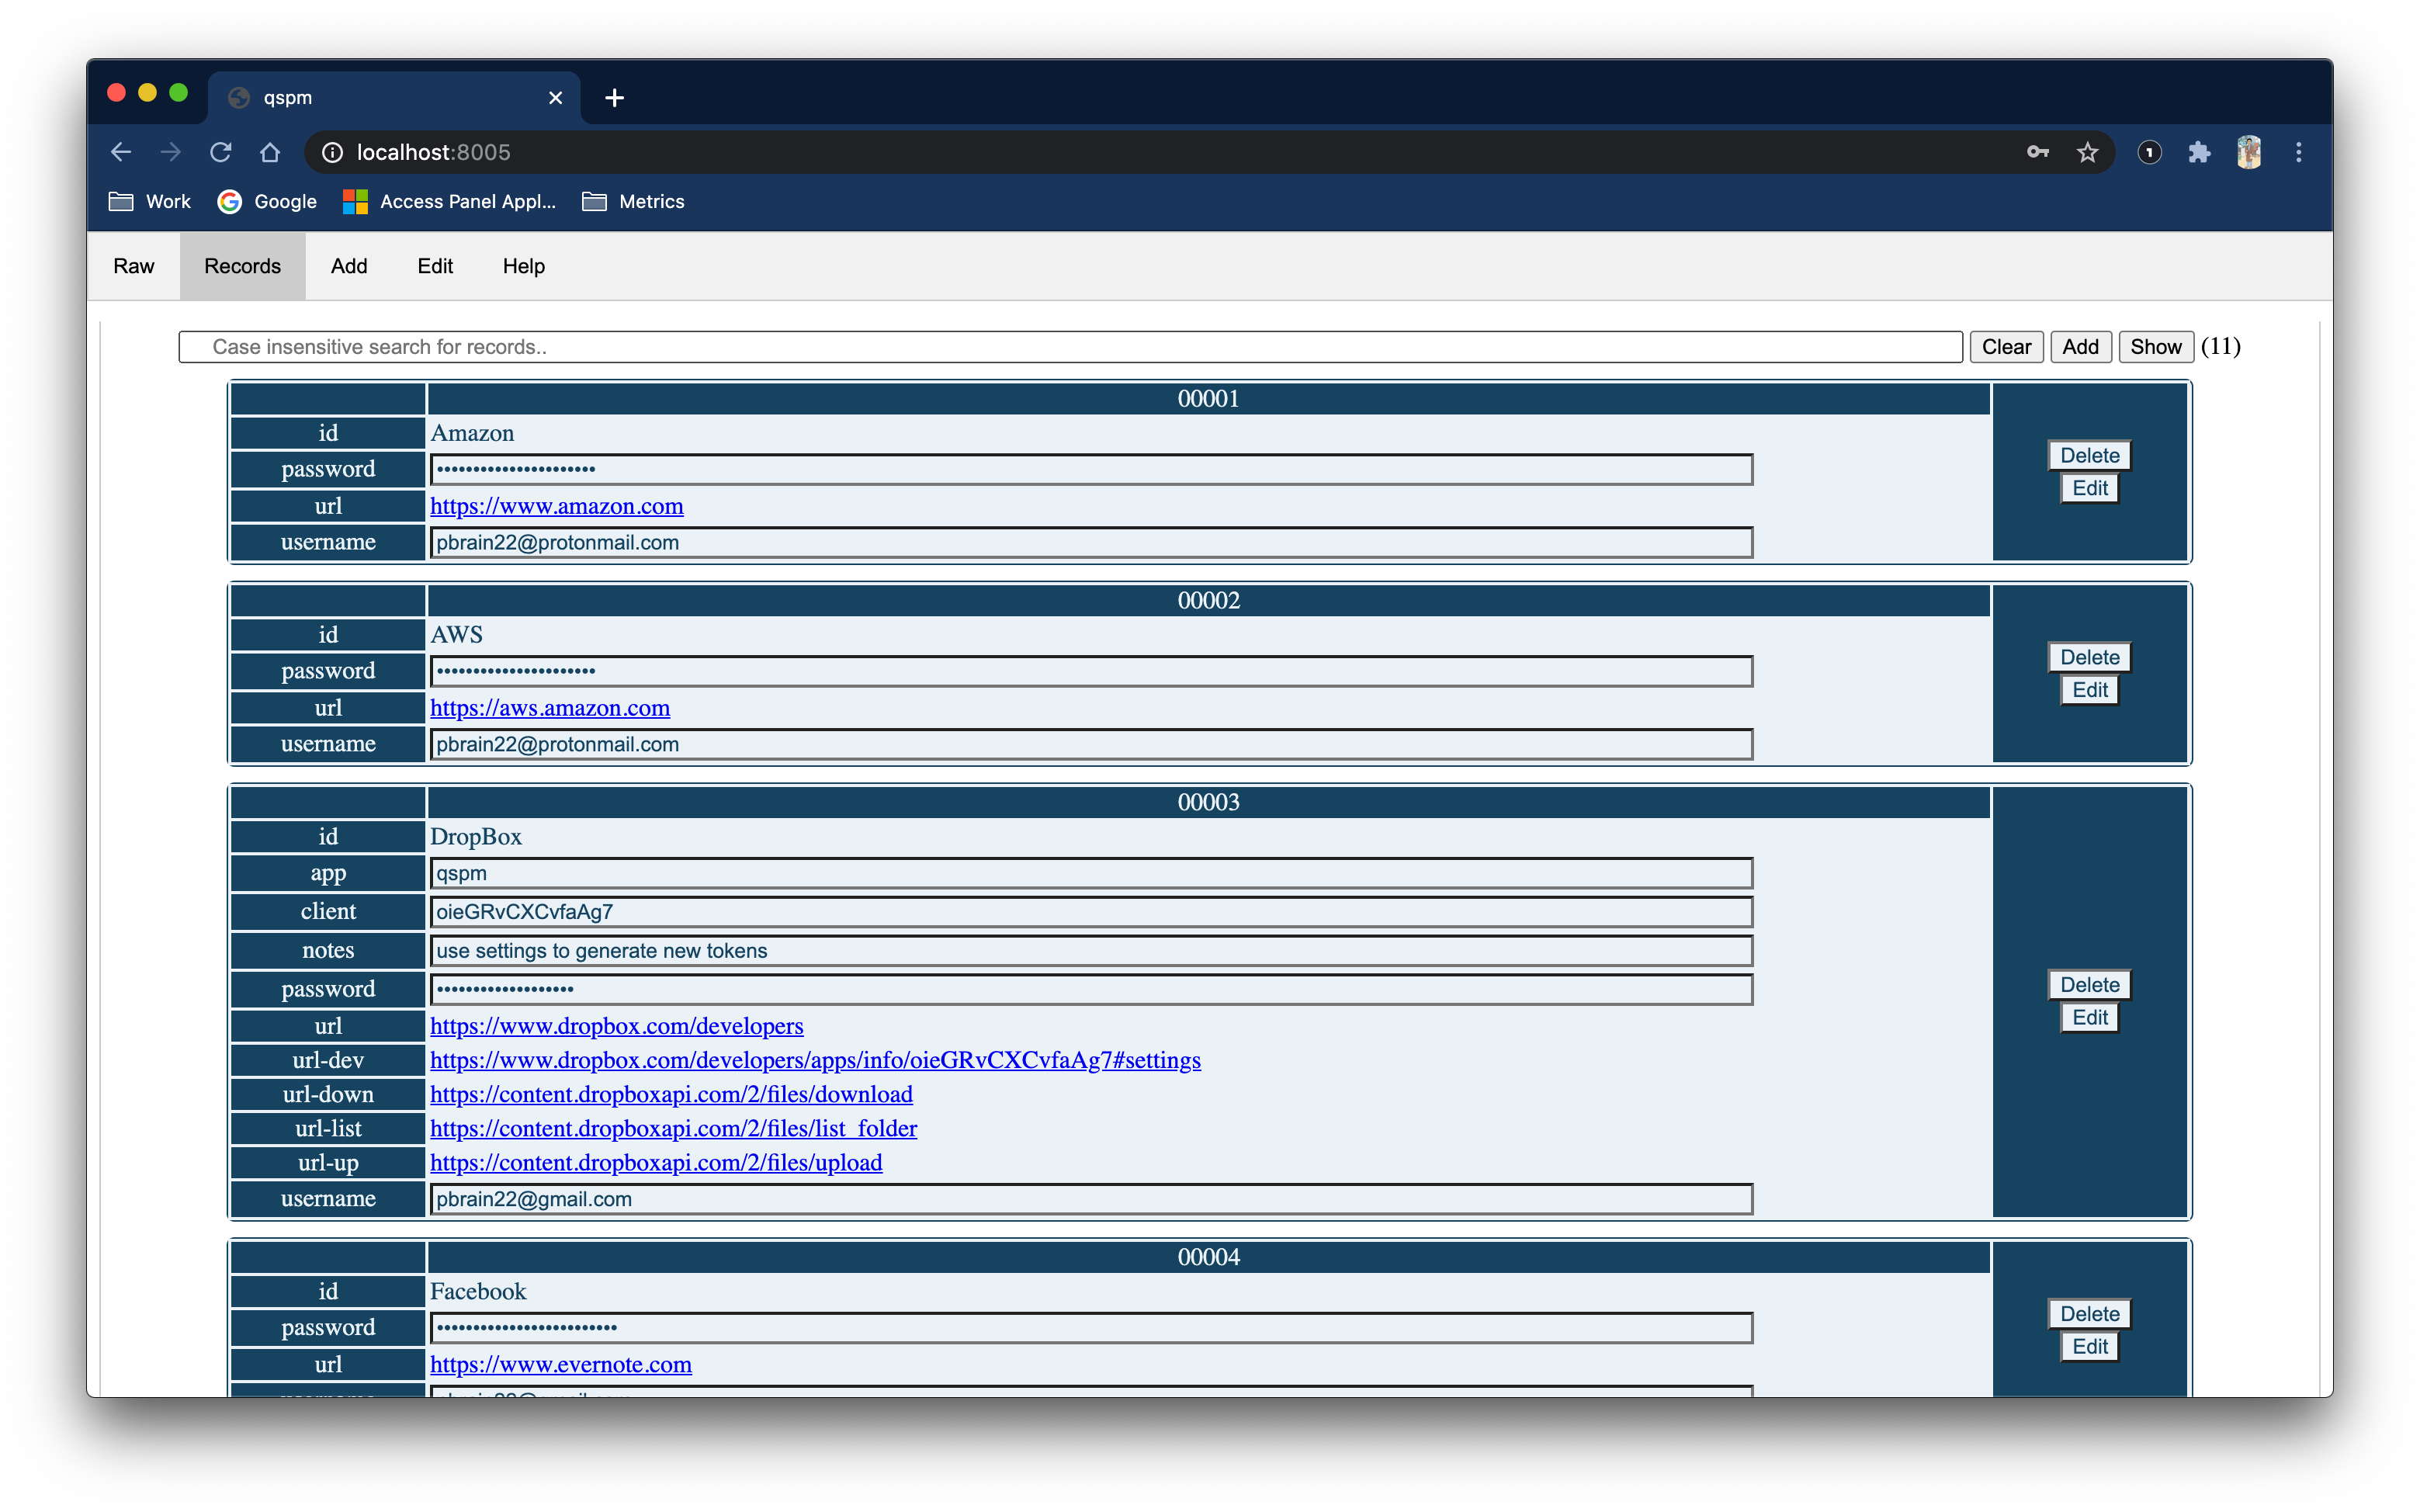 qspm
localhost:8005
Work Google Access Panel Appl... Metrics
Raw Records Add Edit Help
Case insensitive search for records.. Clear Add Show (11)
00001
id Amazon
password ••••••••••••••••••••••
Delete
Edit
url https://www.amazon.com
username pbrain22@protonmail.com
00002
id AWS
password ••••••••••••••••••••••
Delete
Edit
url https://aws.amazon.com
username pbrain22@protonmail.com
00003
id DropBox
app qspm
client oieGRvCXCvfaAg7
notes use settings to generate new tokens
password •••••••••••••••••••
Delete
Edit
url https://www.dropbox.com/developers
url-dev https://www.dropbox.com/developers/apps/info/oieGRvCXCvfaAg7#settings
url-down https://content.dropboxapi.com/2/files/download
url-list https://content.dropboxapi.com/2/files/list_folder
url-up https://content.dropboxapi.com/2/files/upload
username pbrain22@gmail.com
00004
id Facebook
password •••••••••••••••••••••••••
Delete
Edit
url https://www.evernote.com